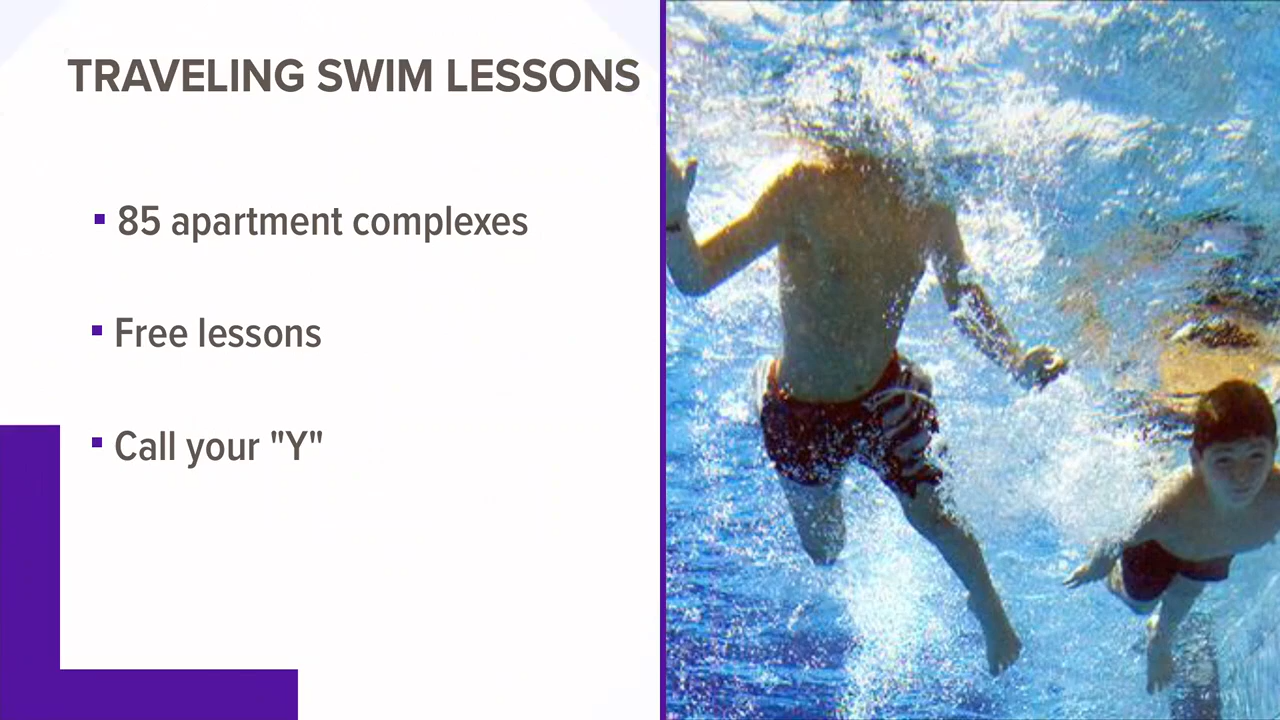 TRAVELING SWIM LESSONS
85 apartment complexes
Free lessons
Call your "Y"